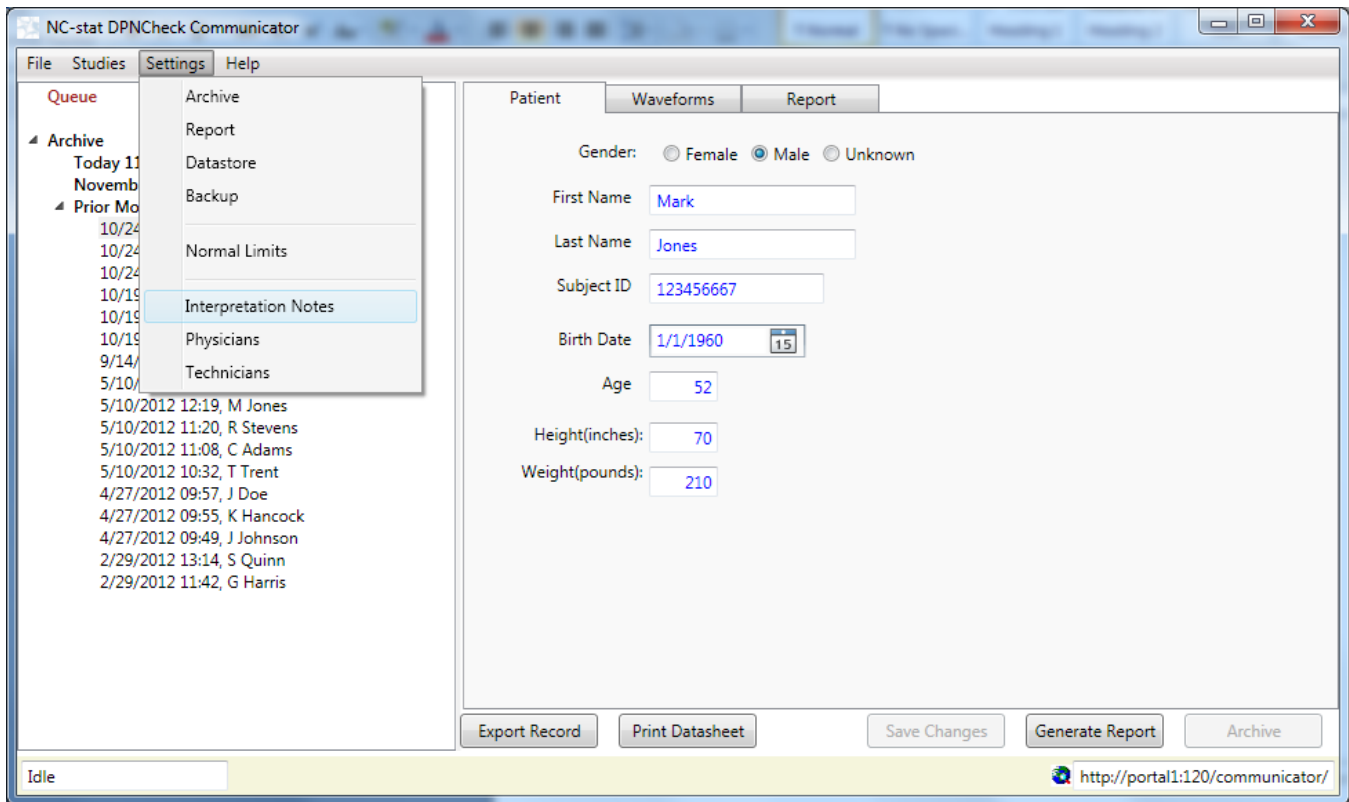 NC-stat DPNCheck Communicator
File Studies Settings Help
Queue
Archive
Today 11
Novemb
Prior Mo
10/24
10/24
10/24
10/19
10/19
10/19
9/14/
5/10/
5/10/2012 12:19, M Jones
5/10/2012 11:20, R Stevens
5/10/2012 11:08, C Adams
5/10/2012 10:32, T Trent
4/27/2012 09:57, J Doe
4/27/2012 09:55, K Hancock
4/27/2012 09:49, J Johnson
2/29/2012 13:14, S Quinn
2/29/2012 11:42, G Harris
Archive
Report
Datastore
Backup
Normal Limits
Interpretation Notes
Physicians
Technicians
Patient Waveforms Report
Gender: Female Male Unknown
First Name Mark
Last Name Jones
Subject ID 123456667
Birth Date 1/1/1960 15
Age 52
Height(inches): 70
Weight(pounds): 210
Export Record Print Datasheet Save Changes Generate Report Archive
Idle http://portal1:120/communicator/